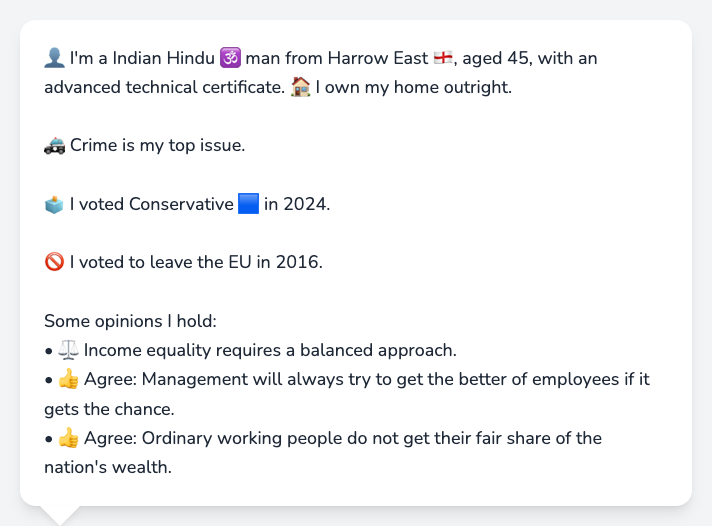 👤 I'm a Indian Hindu 🕉️ man from Harrow East 🏴󠁧󠁢󠁥󠁮󠁧󠁿, aged 45, with an
advanced technical certificate. 🏠 I own my home outright.
🚓 Crime is my top issue.
🗳️ I voted Conservative 🟦 in 2024.
🚫 I voted to leave the EU in 2016.
Some opinions I hold:
• ⚖️ Income equality requires a balanced approach.
• 👍 Agree: Management will always try to get the better of employees if it
gets the chance.
• 👍 Agree: Ordinary working people do not get their fair share of the
nation's wealth.